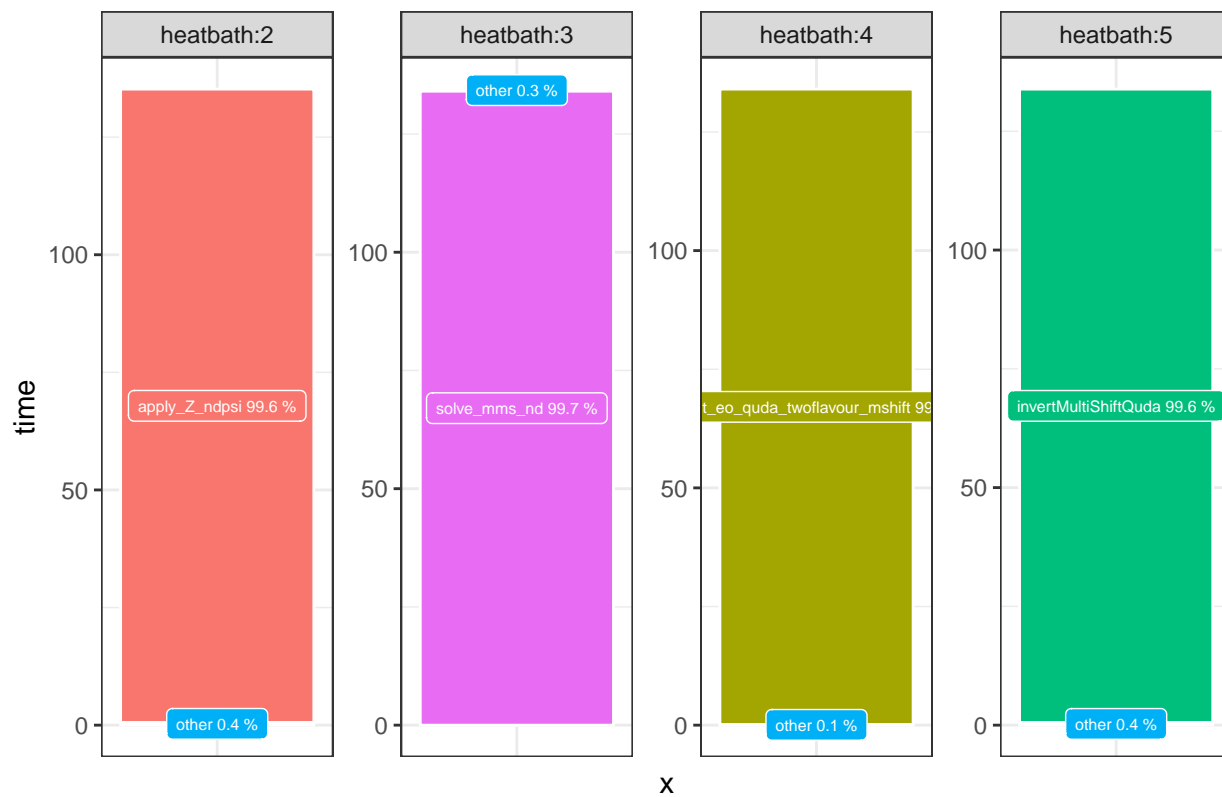 heatbath:2 heatbath:3 heatbath:4 heatbath:5
other 0.3 %
100 100 100 100
time
apply_Z_ndpsi 99.6 % solve_mms_nd 99.7 % t_eo_quda_twoflavour_mshift 99 invertMultiShiftQuda 99.6 %
50 50 50 50
0 other 0.4 % 0 0 other 0.1 % 0 other 0.4 %
x